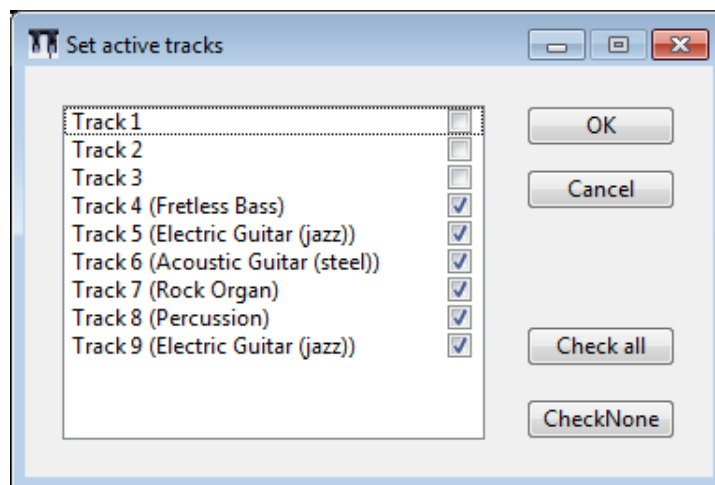 Set active tracks
Track 1
Track 2
Track 3
Track 4 (Fretless Bass)
Track 5 (Electric Guitar (jazz))
Track 6 (Acoustic Guitar (steel))
Track 7 (Rock Organ)
Track 8 (Percussion)
Track 9 (Electric Guitar (jazz))
OK
Cancel
Check all
CheckNone